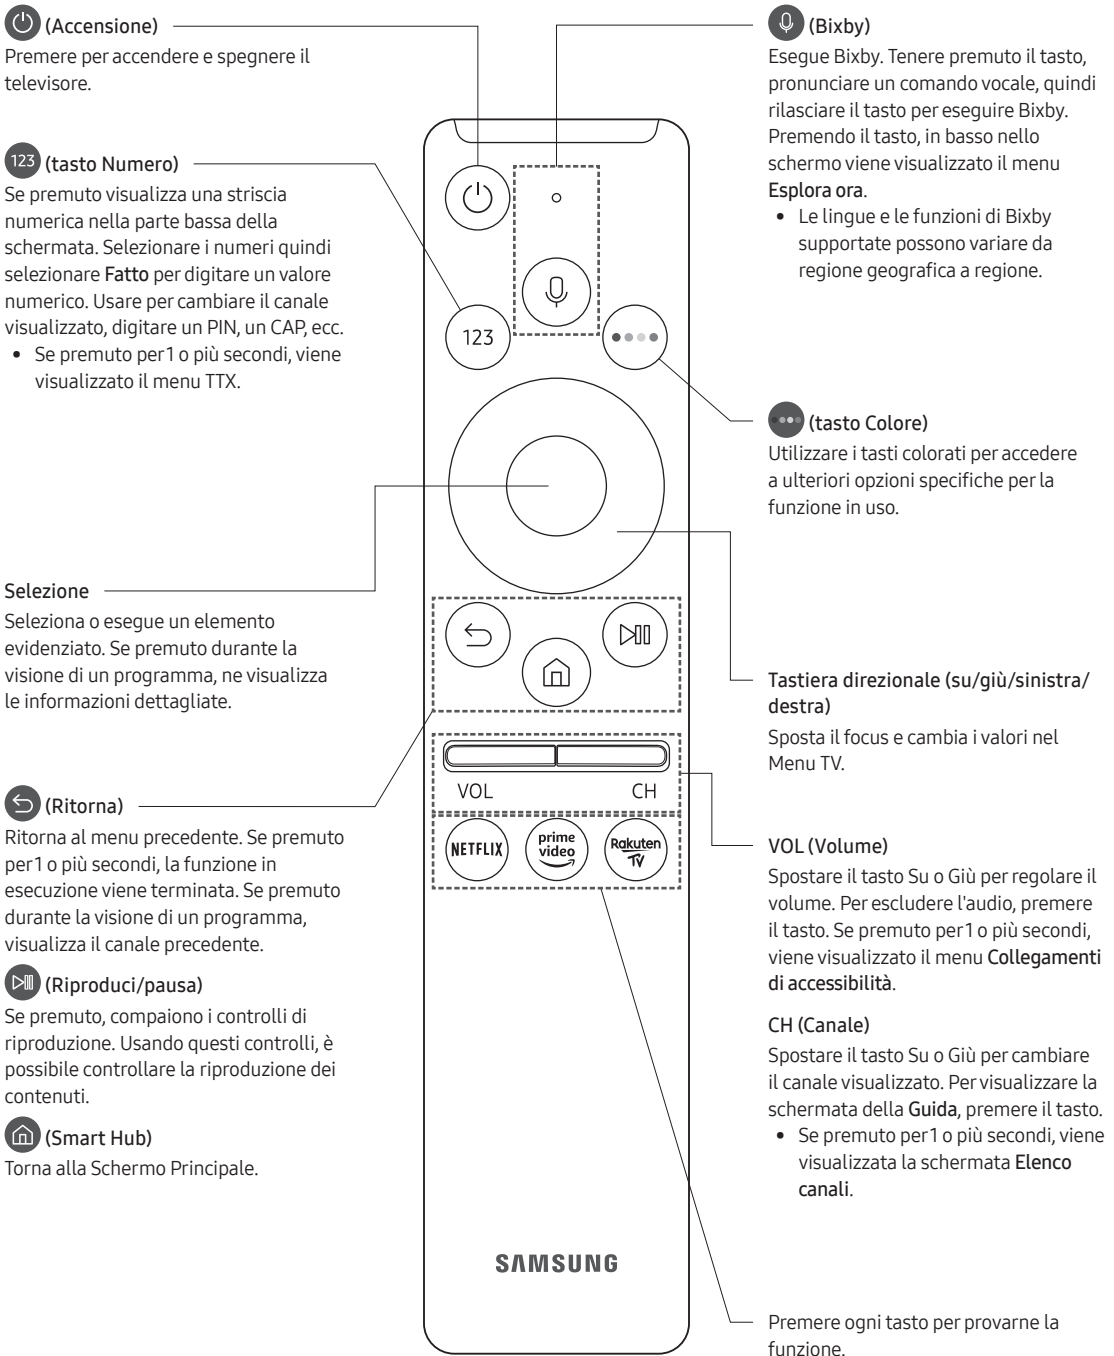 (Accensione)
Premere per accendere e spegnere il
televisore.
123 (tasto Numero)
Se premuto visualizza una striscia
numerica nella parte bassa della
schermata. Selezionare i numeri quindi
selezionare Fatto per digitare un valore
numerico. Usare per cambiare il canale
visualizzato, digitare un PIN, un CAP, ecc.
• Se premuto per 1 o più secondi, viene
visualizzato il menu TTX.
Selezione
Seleziona o esegue un elemento
evidenziato. Se premuto durante la
visione di un programma, ne visualizza
le informazioni dettagliate.
(Ritorna)
Ritorna al menu precedente. Se premuto
per 1 o più secondi, la funzione in
esecuzione viene terminata. Se premuto
durante la visione di un programma,
visualizza il canale precedente.
(Riproduci/pausa)
Se premuto, compaiono i controlli di
riproduzione. Usando questi controlli, è
possibile controllare la riproduzione dei
contenuti.
(Smart Hub)
Torna alla Schermo Principale.
123
VOL CH
NETFLIX
prime
video
Rakuten
TV
SAMSUNG
(Bixby)
Esegue Bixby. Tenere premuto il tasto,
pronunciare un comando vocale, quindi
rilasciare il tasto per eseguire Bixby.
Premendo il tasto, in basso nello
schermo viene visualizzato il menu
Esplora ora.
• Le lingue e le funzioni di Bixby
supportate possono variare da
regione geografica a regione.
(tasto Colore)
Utilizzare i tasti colorati per accedere
a ulteriori opzioni specifiche per la
funzione in uso.
Tastiera direzionale (su/giù/sinistra/
destra)
Sposta il focus e cambia i valori nel
Menu TV.
VOL (Volume)
Spostare il tasto Su o Giù per regolare il
volume. Per escludere l'audio, premere
il tasto. Se premuto per 1 o più secondi,
viene visualizzato il menu Collegamenti
di accessibilità.
CH (Canale)
Spostare il tasto Su o Giù per cambiare
il canale visualizzato. Per visualizzare la
schermata della Guida, premere il tasto.
• Se premuto per 1 o più secondi, viene
visualizzata la schermata Elenco
canali.
Premere ogni tasto per provarne la
funzione.